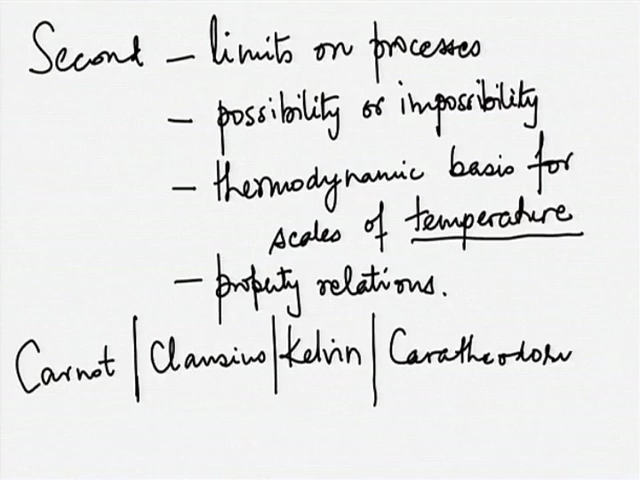 Second – limits on processes
– possibility or impossibility
– thermodynamic basis for
scales of temperature
– property relations.
Carnot | Clausius | Kelvin | Caratheodory